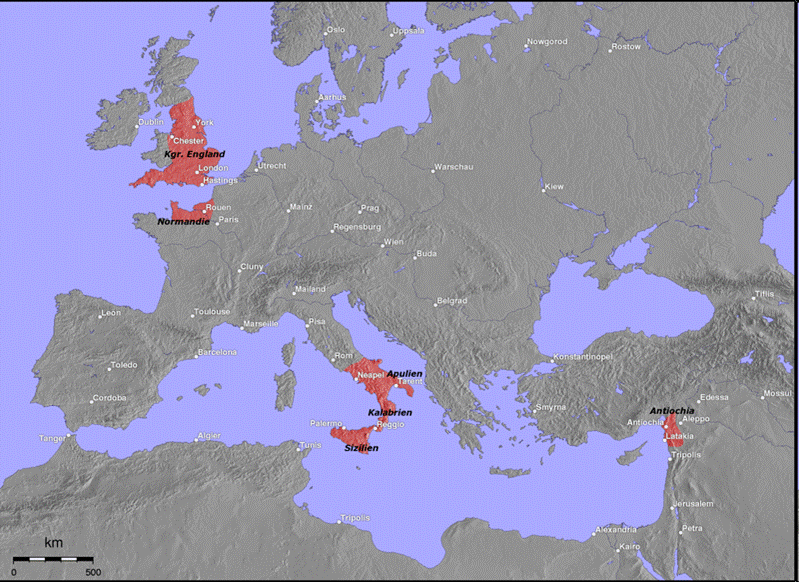 Oslo
Uppsala
Nowgorod
Rostow
Aarhus
Dublin
York
Chester
Kgr. England
London
Hastings
Utrecht
Warschau
Kiew
Rouen
Normandie
Paris
Mainz
Prag
Regensburg
Wien
Buda
Cluny
Mailand
Belgrad
Tiflis
León
Toulouse
Marseille
Pisa
Barcelona
Toledo
Rom
Konstantinopel
Neapel
Apulien
Tarent
Cordoba
Smyrna
Edessa
Mossul
Kalabrien
Antiochia
Aleppo
Antiochia
Palermo
Reggio
Tanger
Algier
Tunis
Sizilien
Latakia
Tripolis
Jerusalem
Tripolis
Alexandria
Petra
Kairo
km
0 500